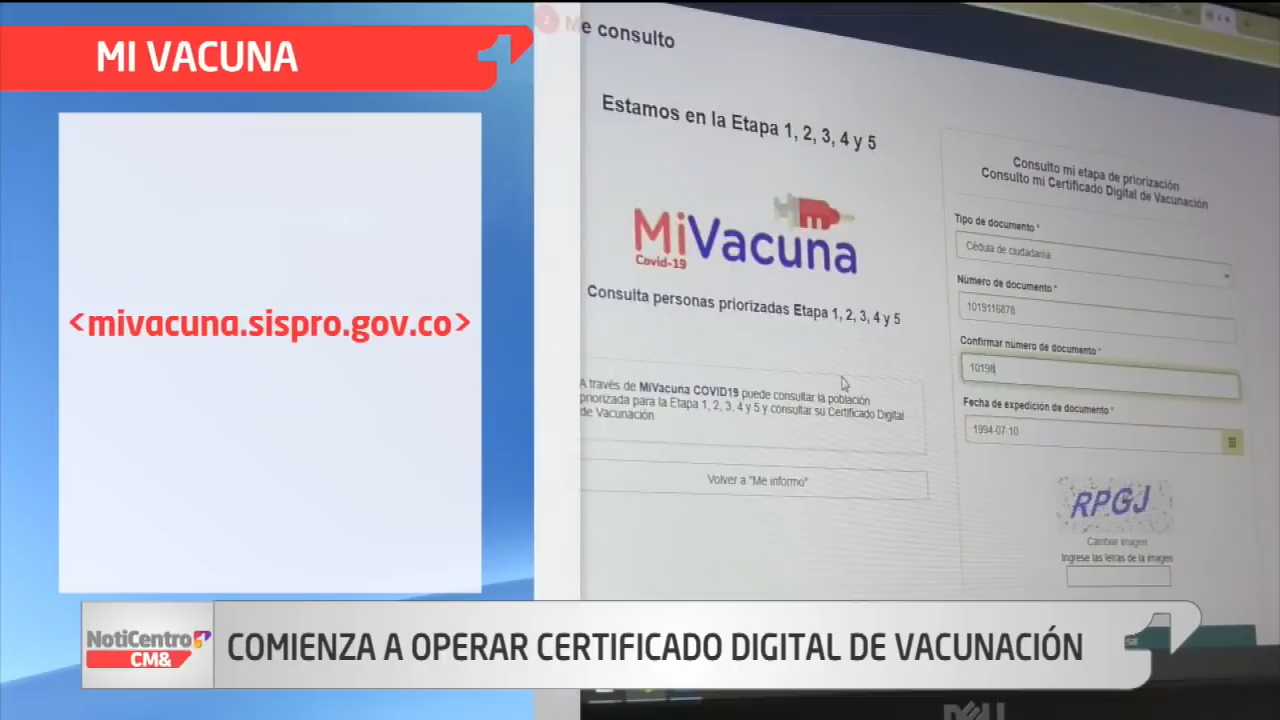 MI VACUNA
<mivacuna.sispro.gov.co>
Me consulto
Estamos en la Etapa 1, 2, 3, 4 y 5
MiVacuna
Covid-19
Consulta personas priorizadas Etapa 1, 2, 3, 4 y 5
A través de MiVacuna COVID19 puede consultar la población
priorizada para la Etapa 1, 2, 3, 4 y 5 y consultar su Certificado Digital
de Vacunación
Volver a "Me informo"
Consulto mi etapa de priorización
Consulto mi Certificado Digital de Vacunación
Tipo de documento *
Cédula de ciudadanía
Número de documento *
1019116878
Confirmar número de documento *
10198
Fecha de expedición de documento *
1994-07-10
RPGJ
Cambiar imagen
Ingrese las letras de la imagen
NotiCentro 1
CM&
COMIENZA A OPERAR CERTIFICADO DIGITAL DE VACUNACIÓN
DELL